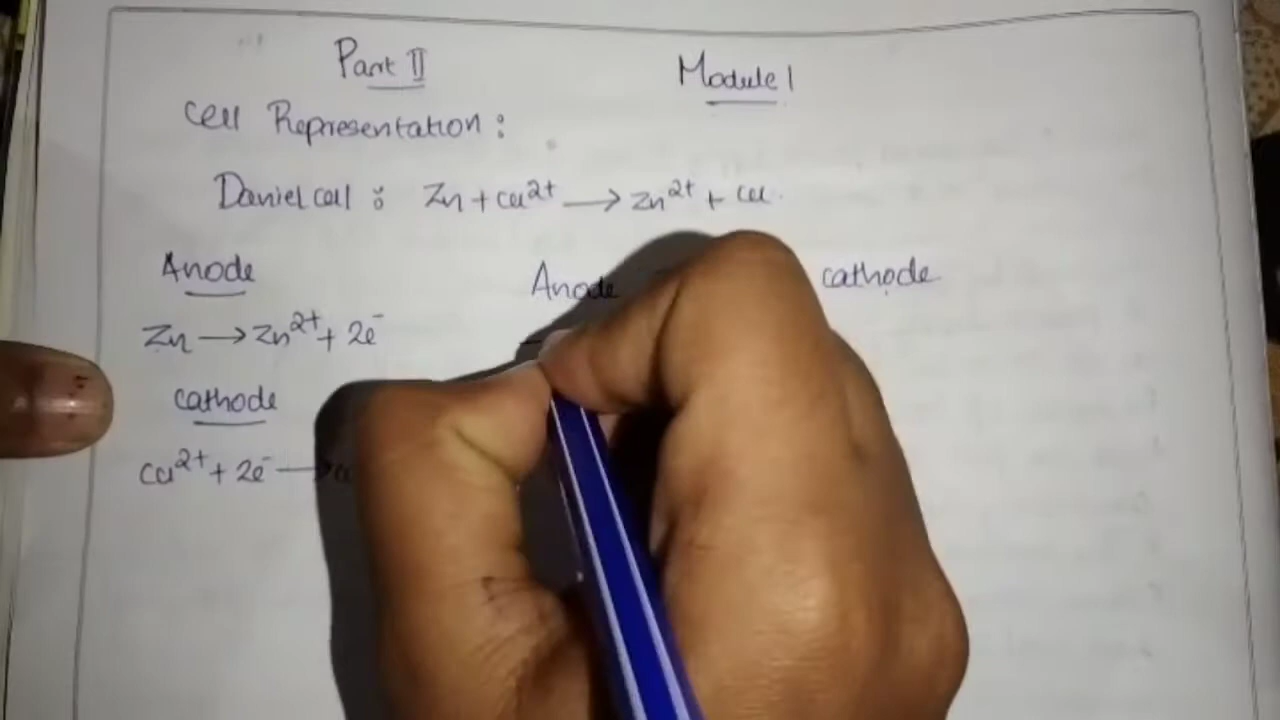 Part II Module 1
Cell Representation :
Daniel cell : Zn + Cu²⁺ → Zn²⁺ + Cu.
Anode
Anode cathode
Zn → Zn²⁺ + 2e⁻
cathode
Cu²⁺ + 2e⁻ →